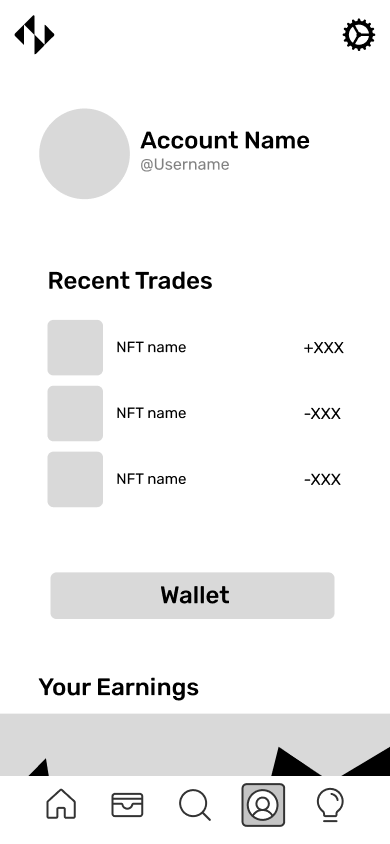 Account Name
@Username
Recent Trades
NFT name +XXX
NFT name -XXX
NFT name -XXX
Wallet
Your Earnings